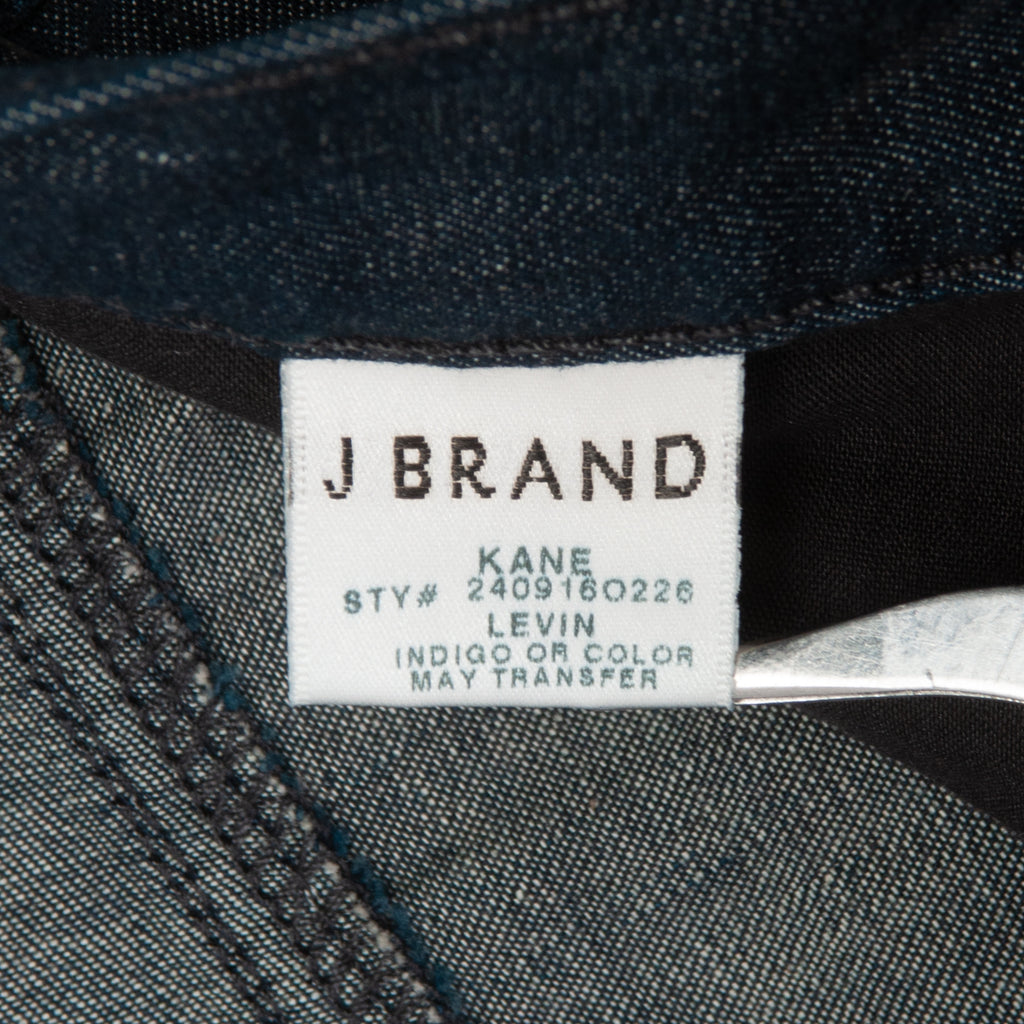 J BRAND
KANE
STY# 2409160226
LEVIN
INDIGO OR COLOR
MAY TRANSFER